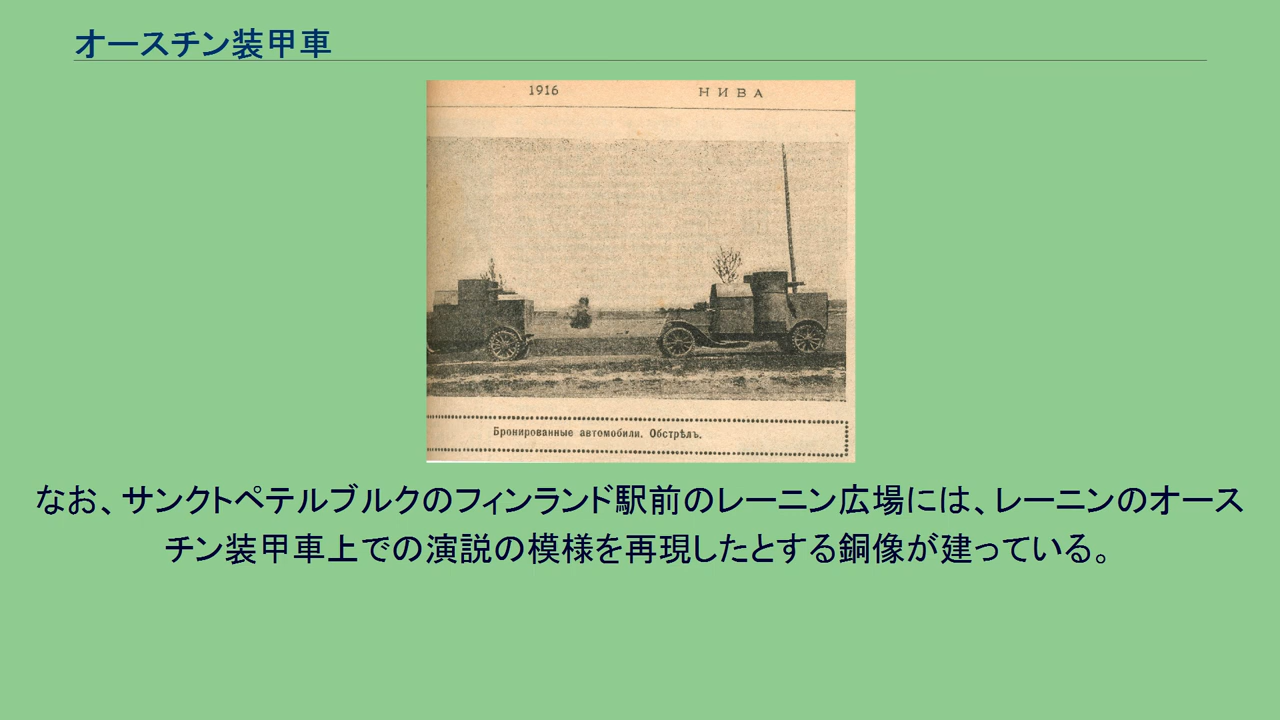 オースチン装甲車
1916 НИВА
Бронированные автомобили. Обстрѣлъ.
なお、サンクトペテルブルクのフィンランド駅前のレーニン広場には、レーニンのオース
チン装甲車上での演説の模様を再現したとする銅像が建っている。